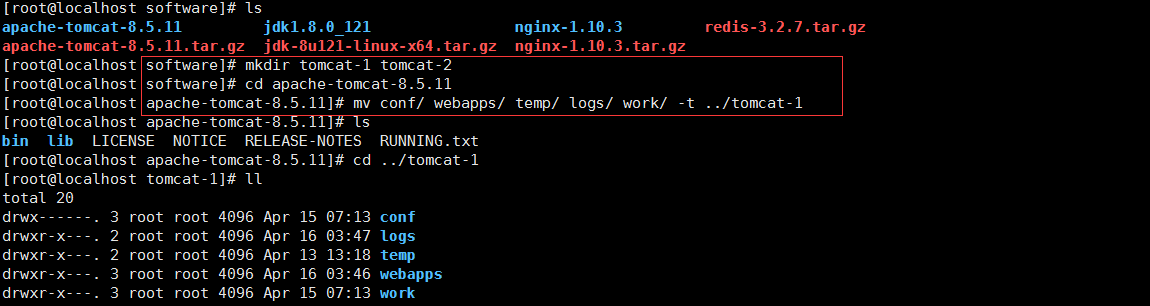 [root@localhost software]# ls
apache-tomcat-8.5.11 jdk1.8.0_121 nginx-1.10.3 redis-3.2.7.tar.gz
apache-tomcat-8.5.11.tar.gz jdk-8u121-linux-x64.tar.gz nginx-1.10.3.tar.gz
[root@localhost software]# mkdir tomcat-1 tomcat-2
[root@localhost software]# cd apache-tomcat-8.5.11
[root@localhost apache-tomcat-8.5.11]# mv conf/ webapps/ temp/ logs/ work/ -t ../tomcat-1
[root@localhost apache-tomcat-8.5.11]# ls
bin lib LICENSE NOTICE RELEASE-NOTES RUNNING.txt
[root@localhost apache-tomcat-8.5.11]# cd ../tomcat-1
[root@localhost tomcat-1]# ll
total 20
drwx------. 3 root root 4096 Apr 15 07:13 conf
drwxr-x---. 2 root root 4096 Apr 16 03:47 logs
drwxr-x---. 2 root root 4096 Apr 13 13:18 temp
drwxr-x---. 3 root root 4096 Apr 16 03:46 webapps
drwxr-x---. 3 root root 4096 Apr 15 07:13 work